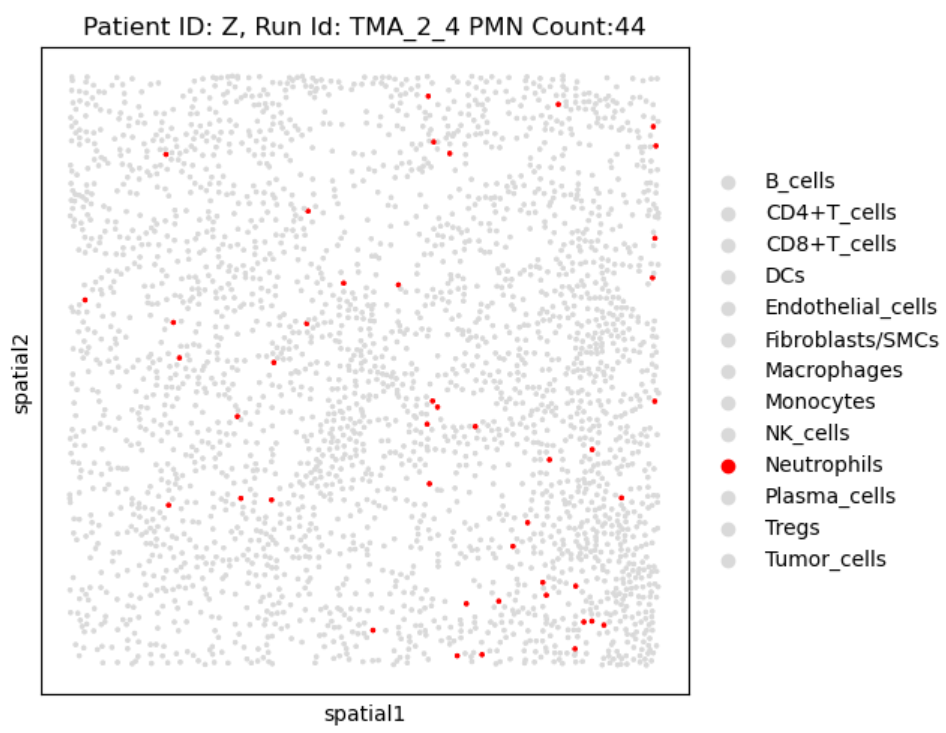 Patient ID: Z, Run Id: TMA_2_4 PMN Count:44
spatial2
spatial1
B_cells
CD4+T_cells
CD8+T_cells
DCs
Endothelial_cells
Fibroblasts/SMCs
Macrophages
Monocytes
NK_cells
Neutrophils
Plasma_cells
Tregs
Tumor_cells